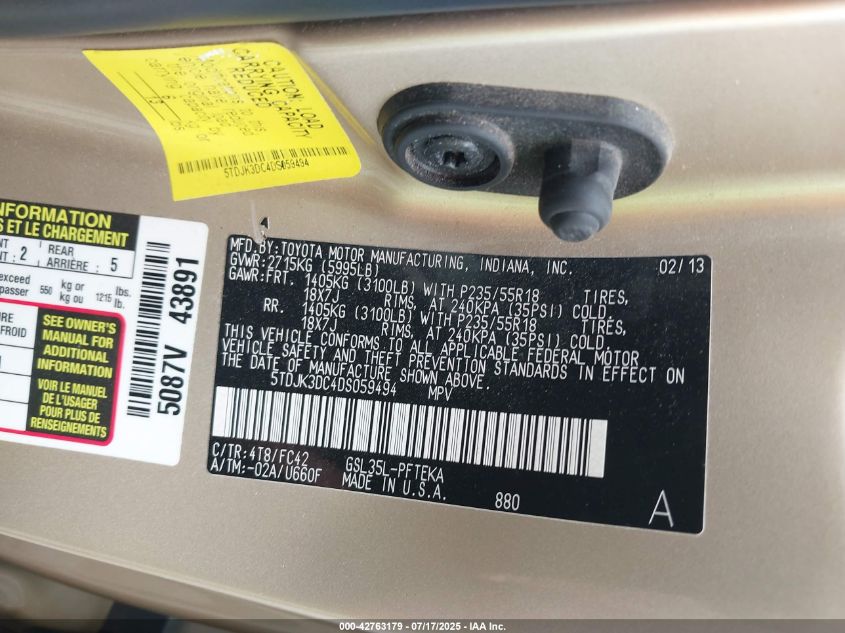 CAUTION: LOAD
CARRYING CAPACITY
REDUCED
5TDJK3DC4DS059494
INFORMATION
S ET LE CHARGEMENT
NT 2 REAR
ARRIÈRE: 5
exceed
passer 550 kg or
kg ou 1215 lb.
lbs.
URE
FROID
SEE OWNER'S
MANUAL FOR
ADDITIONAL
INFORMATION
VOIR LE MANUEL
DE L'USAGER
POUR PLUS DE
RENSEIGNEMENTS
5087V 43891
MFD.BY:TOYOTA MOTOR MANUFACTURING, INDIANA, INC. 02/13
GVWR:2715KG (5995LB)
GAWR:FRT. 1405KG (3100LB) WITH P235/55R18 TIRES,
18X7J RIMS, AT 240KPA (35PSI) COLD.
RR. 1405KG (3100LB) WITH P235/55R18 TIRES,
18X7J RIMS, AT 240KPA (35PSI) COLD.
THIS VEHICLE CONFORMS TO ALL APPLICABLE FEDERAL MOTOR
VEHICLE SAFETY AND THEFT PREVENTION STANDARDS IN EFFECT ON
THE DATE OF MANUFACTURE SHOWN ABOVE.
5TDJK3DC4DS059494 MPV
C/TR:4T8/FC42 GSL35L-PFTEKA
A/TM:-02A/U660F MADE IN U.S.A.
880 A
000-42763179 / 07/17/2025 - IAA Inc.